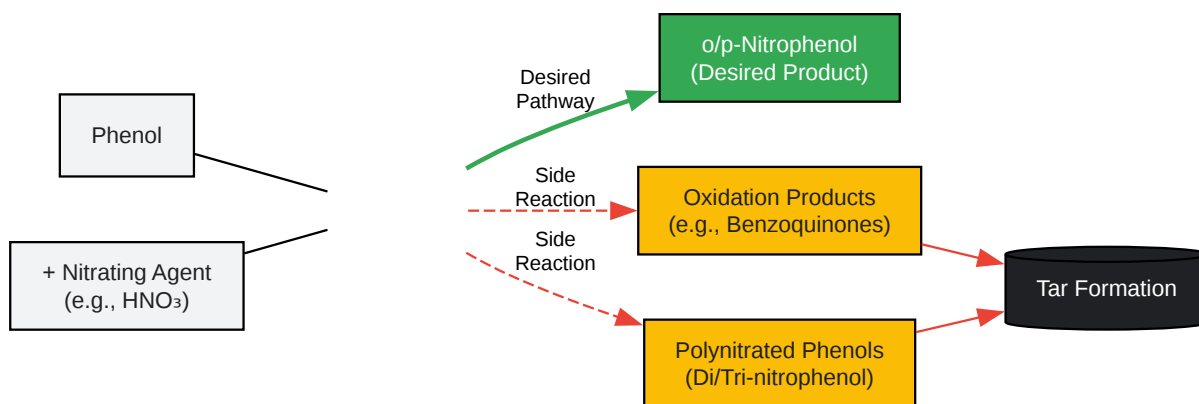 Phenol
+ Nitrating Agent
(e.g., HNO₃)
Desired
Pathway
o/p-Nitrophenol
(Desired Product)
Side
Reaction
Oxidation Products
(e.g., Benzoquinones)
Side
Reaction
Polynitrated Phenols
(Di/Tri-nitrophenol)
Tar Formation